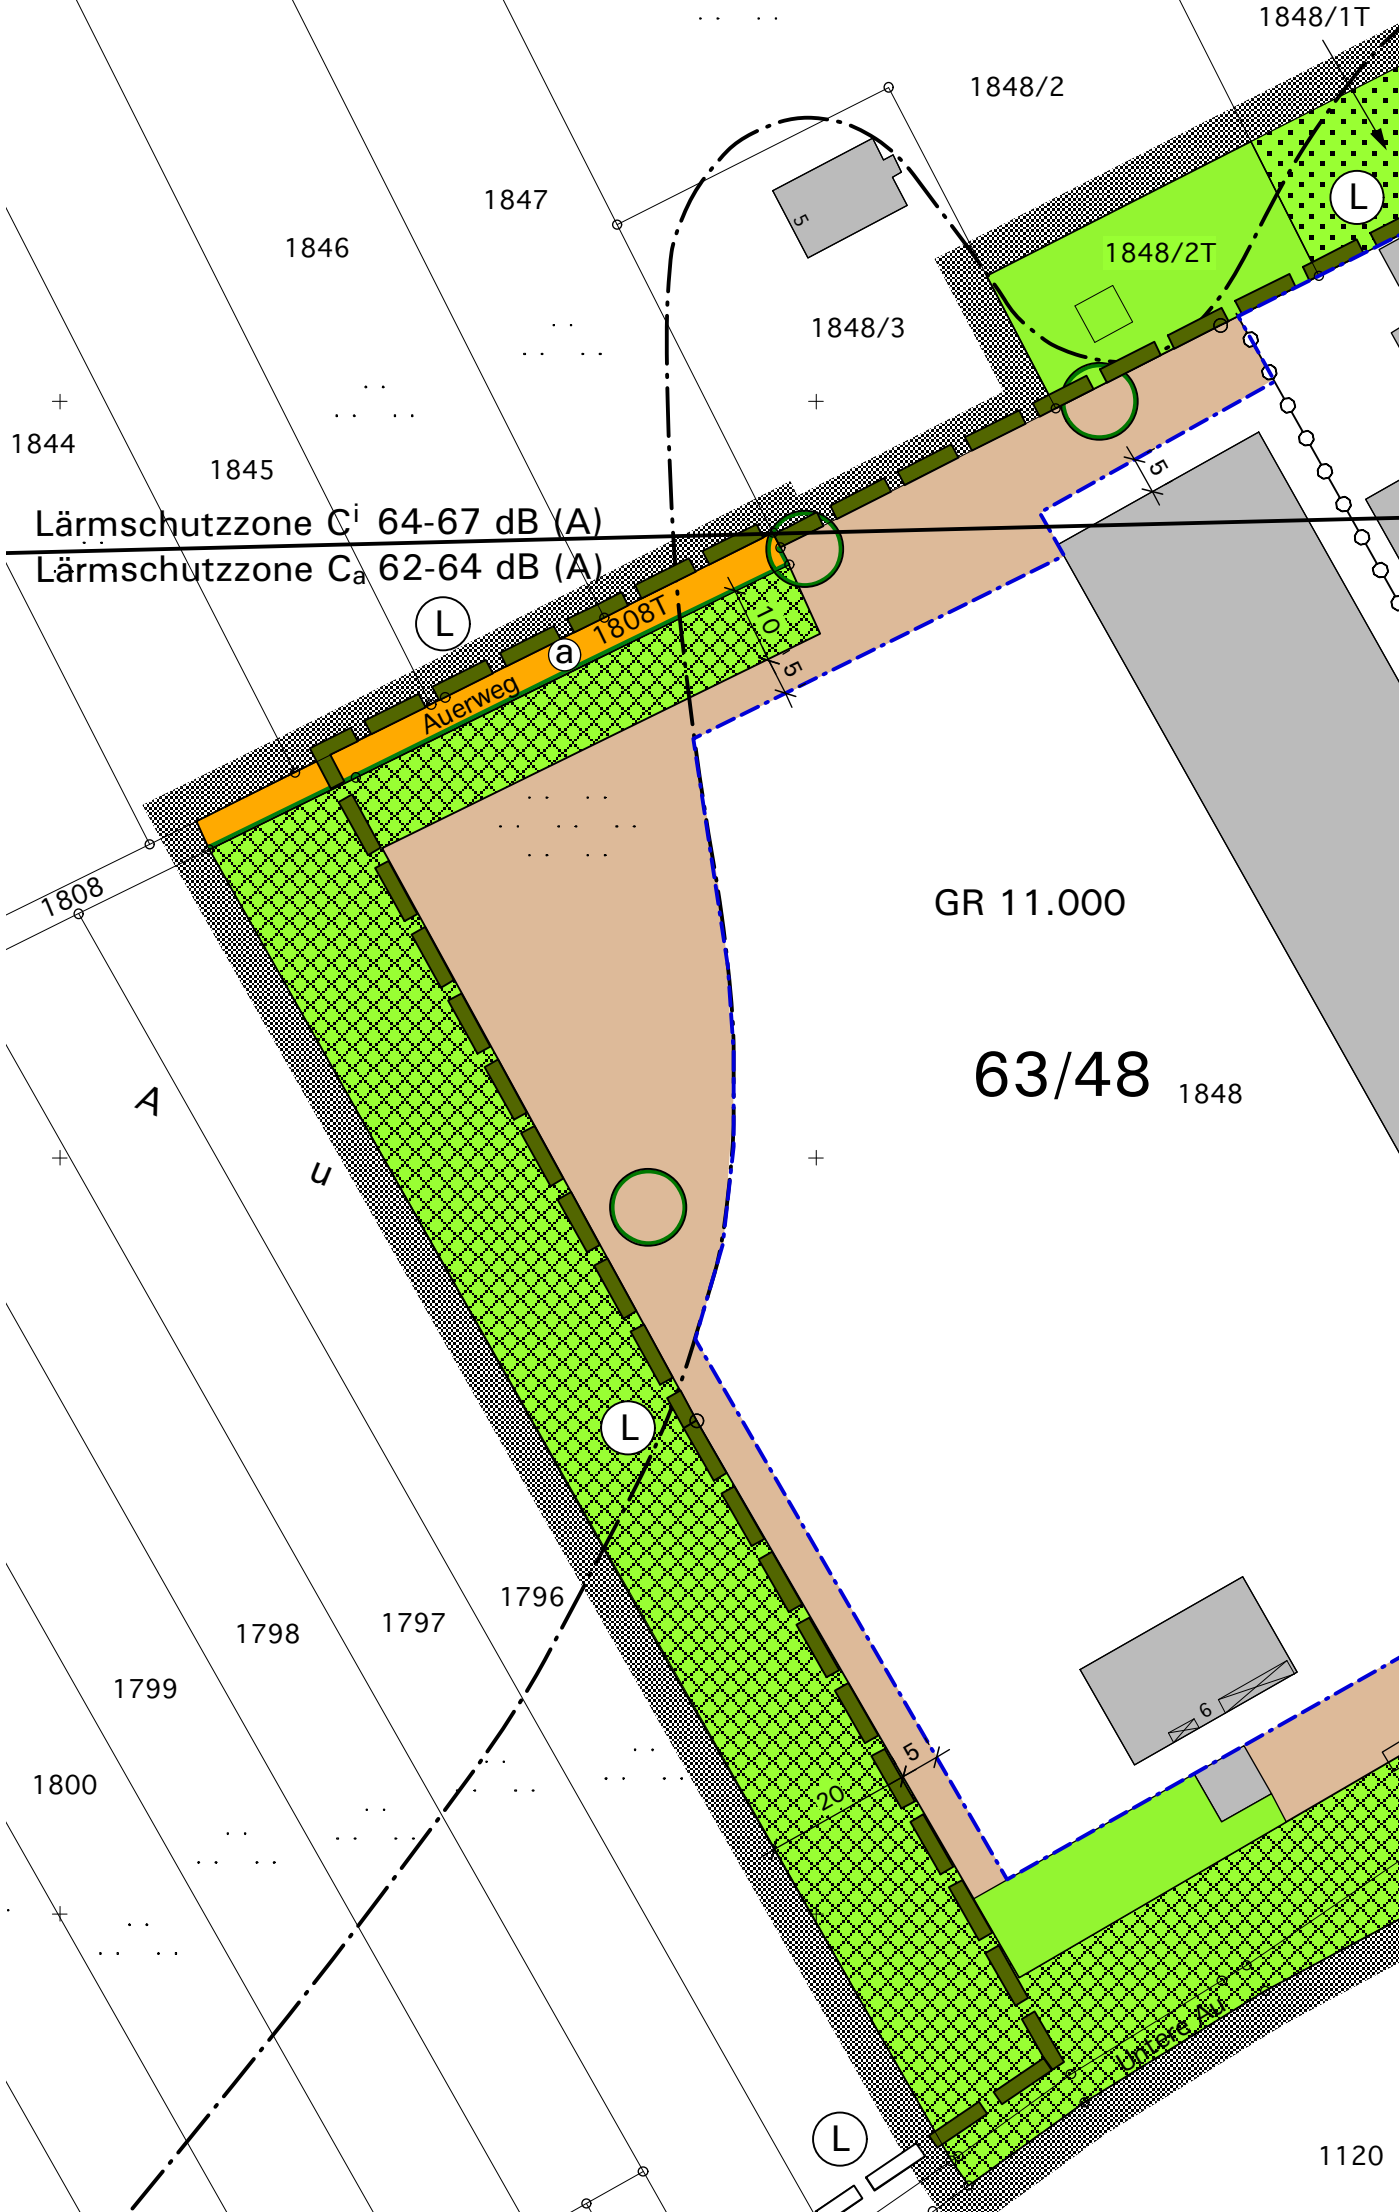 1848/1T
1848/2
1847
L
1846
1848/2T
5
1848/3
1844
1845
5
Lärmschutzzone Cⁱ 64-67 dB (A)
Lärmschutzzone Cₐ 62-64 dB (A)
L
1808T
10
a
5
Auerweg
1808
GR 11.000
63/48
1848
A
u
L
1796
1797
1798
1799
6
5
1800
20
Untere Au
L
1120